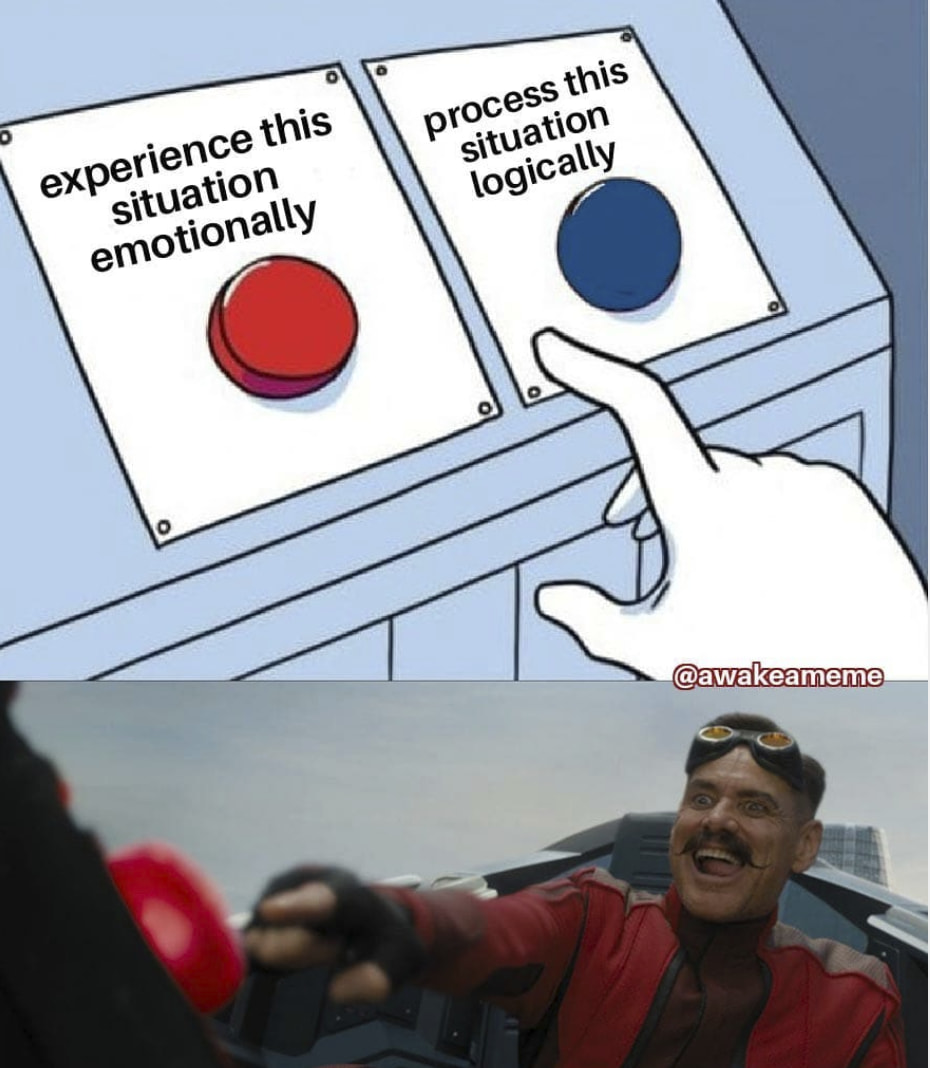 experience this
situation
emotionally
process this
situation
logically
@awakeameme